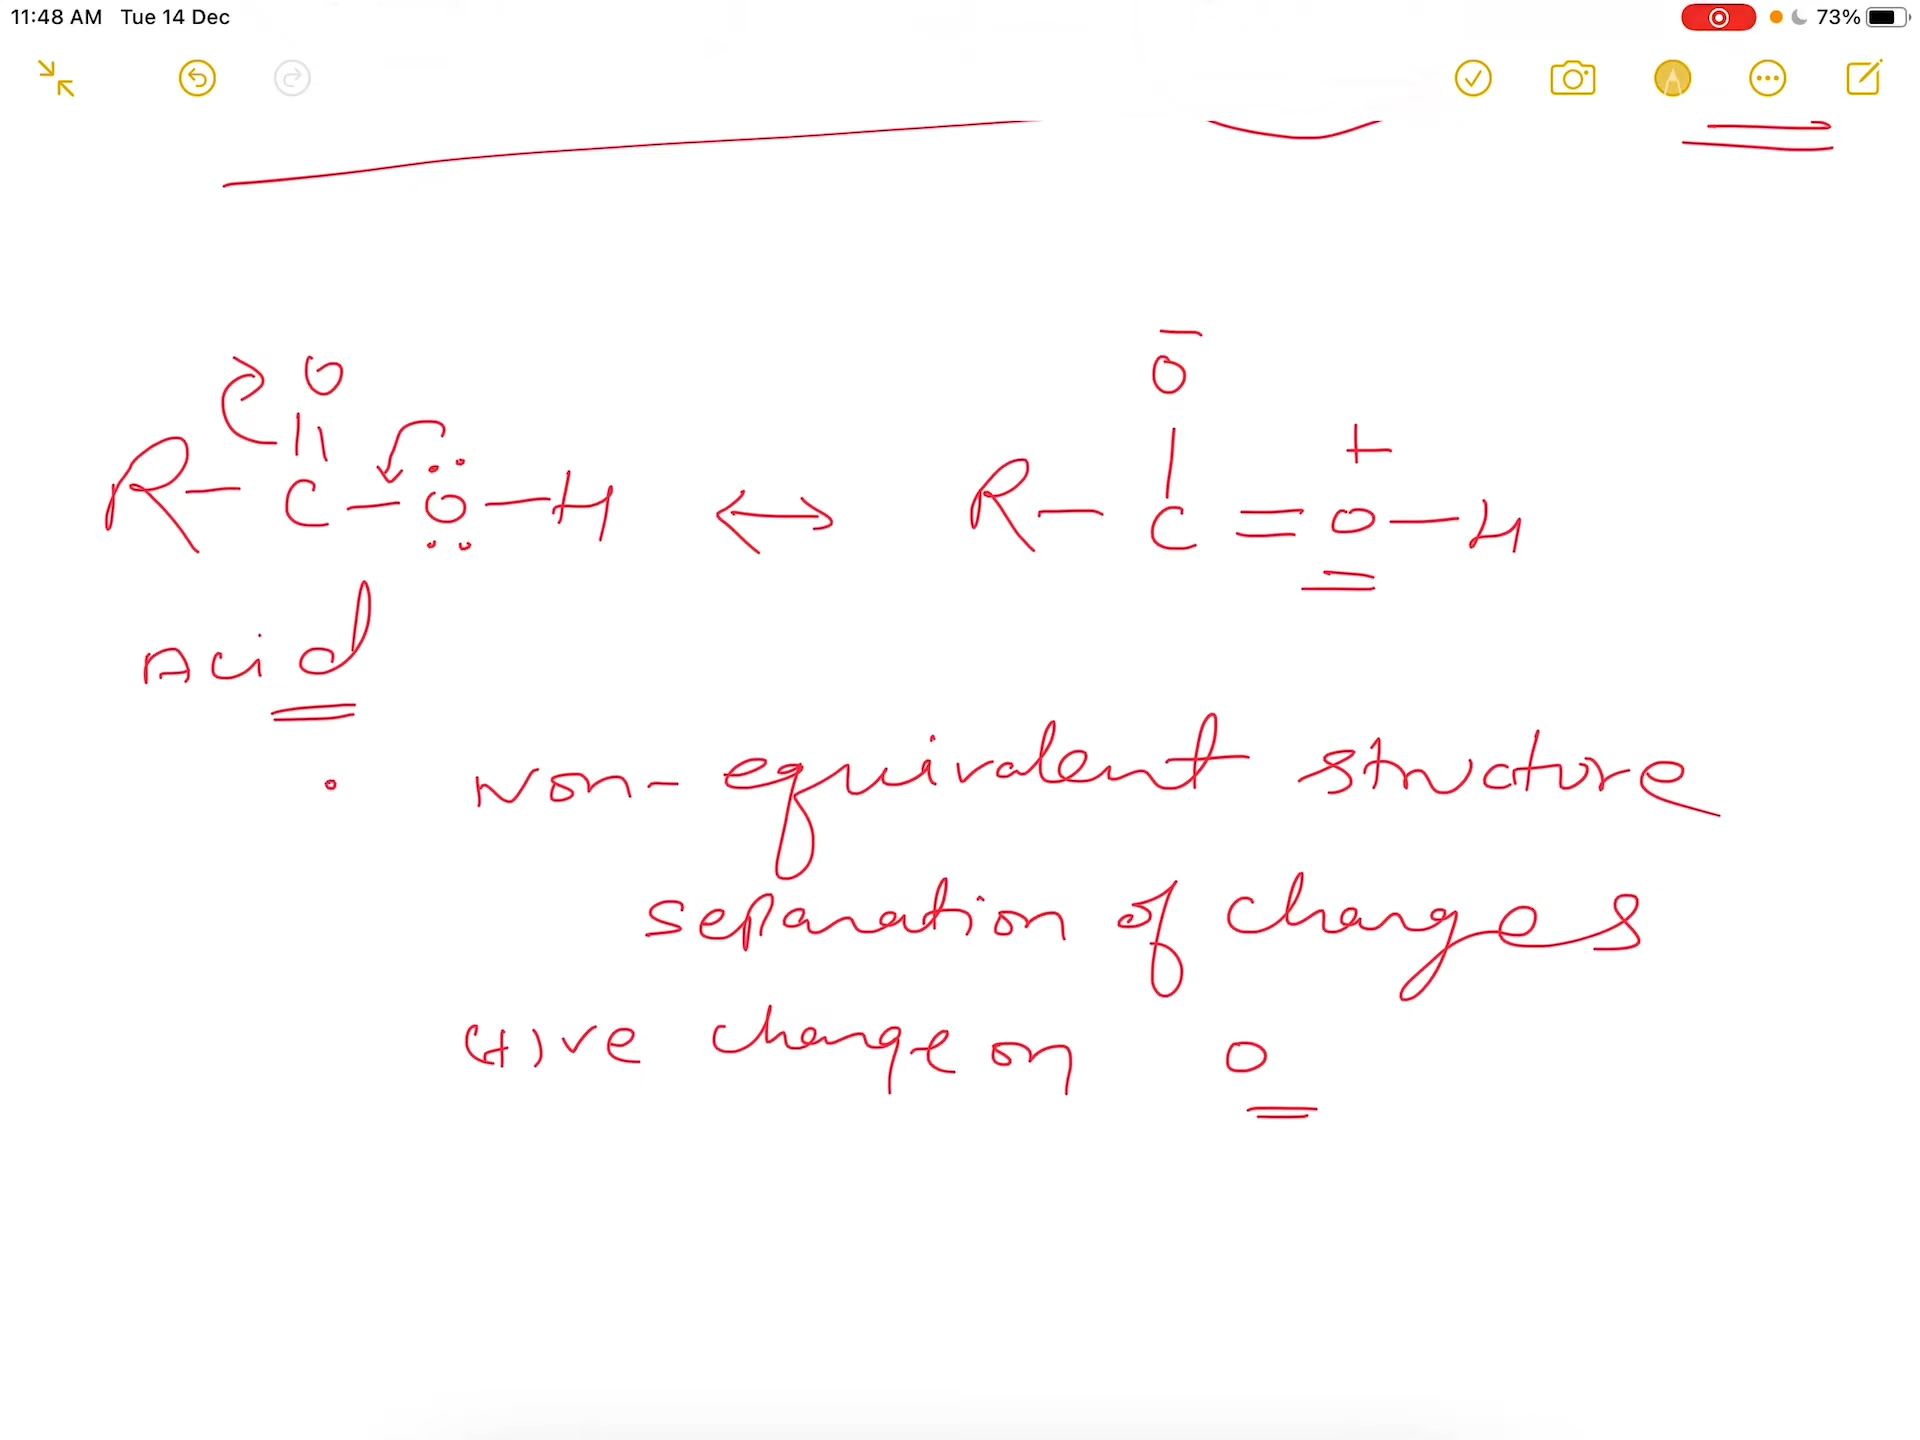 11:48 AM Tue 14 Dec 73%
O O⁻
R－C－O－H ↔ R－C＝O⁺－H
Acid
• Non-equivalent structure
separation of charges
(+)ve charge on O